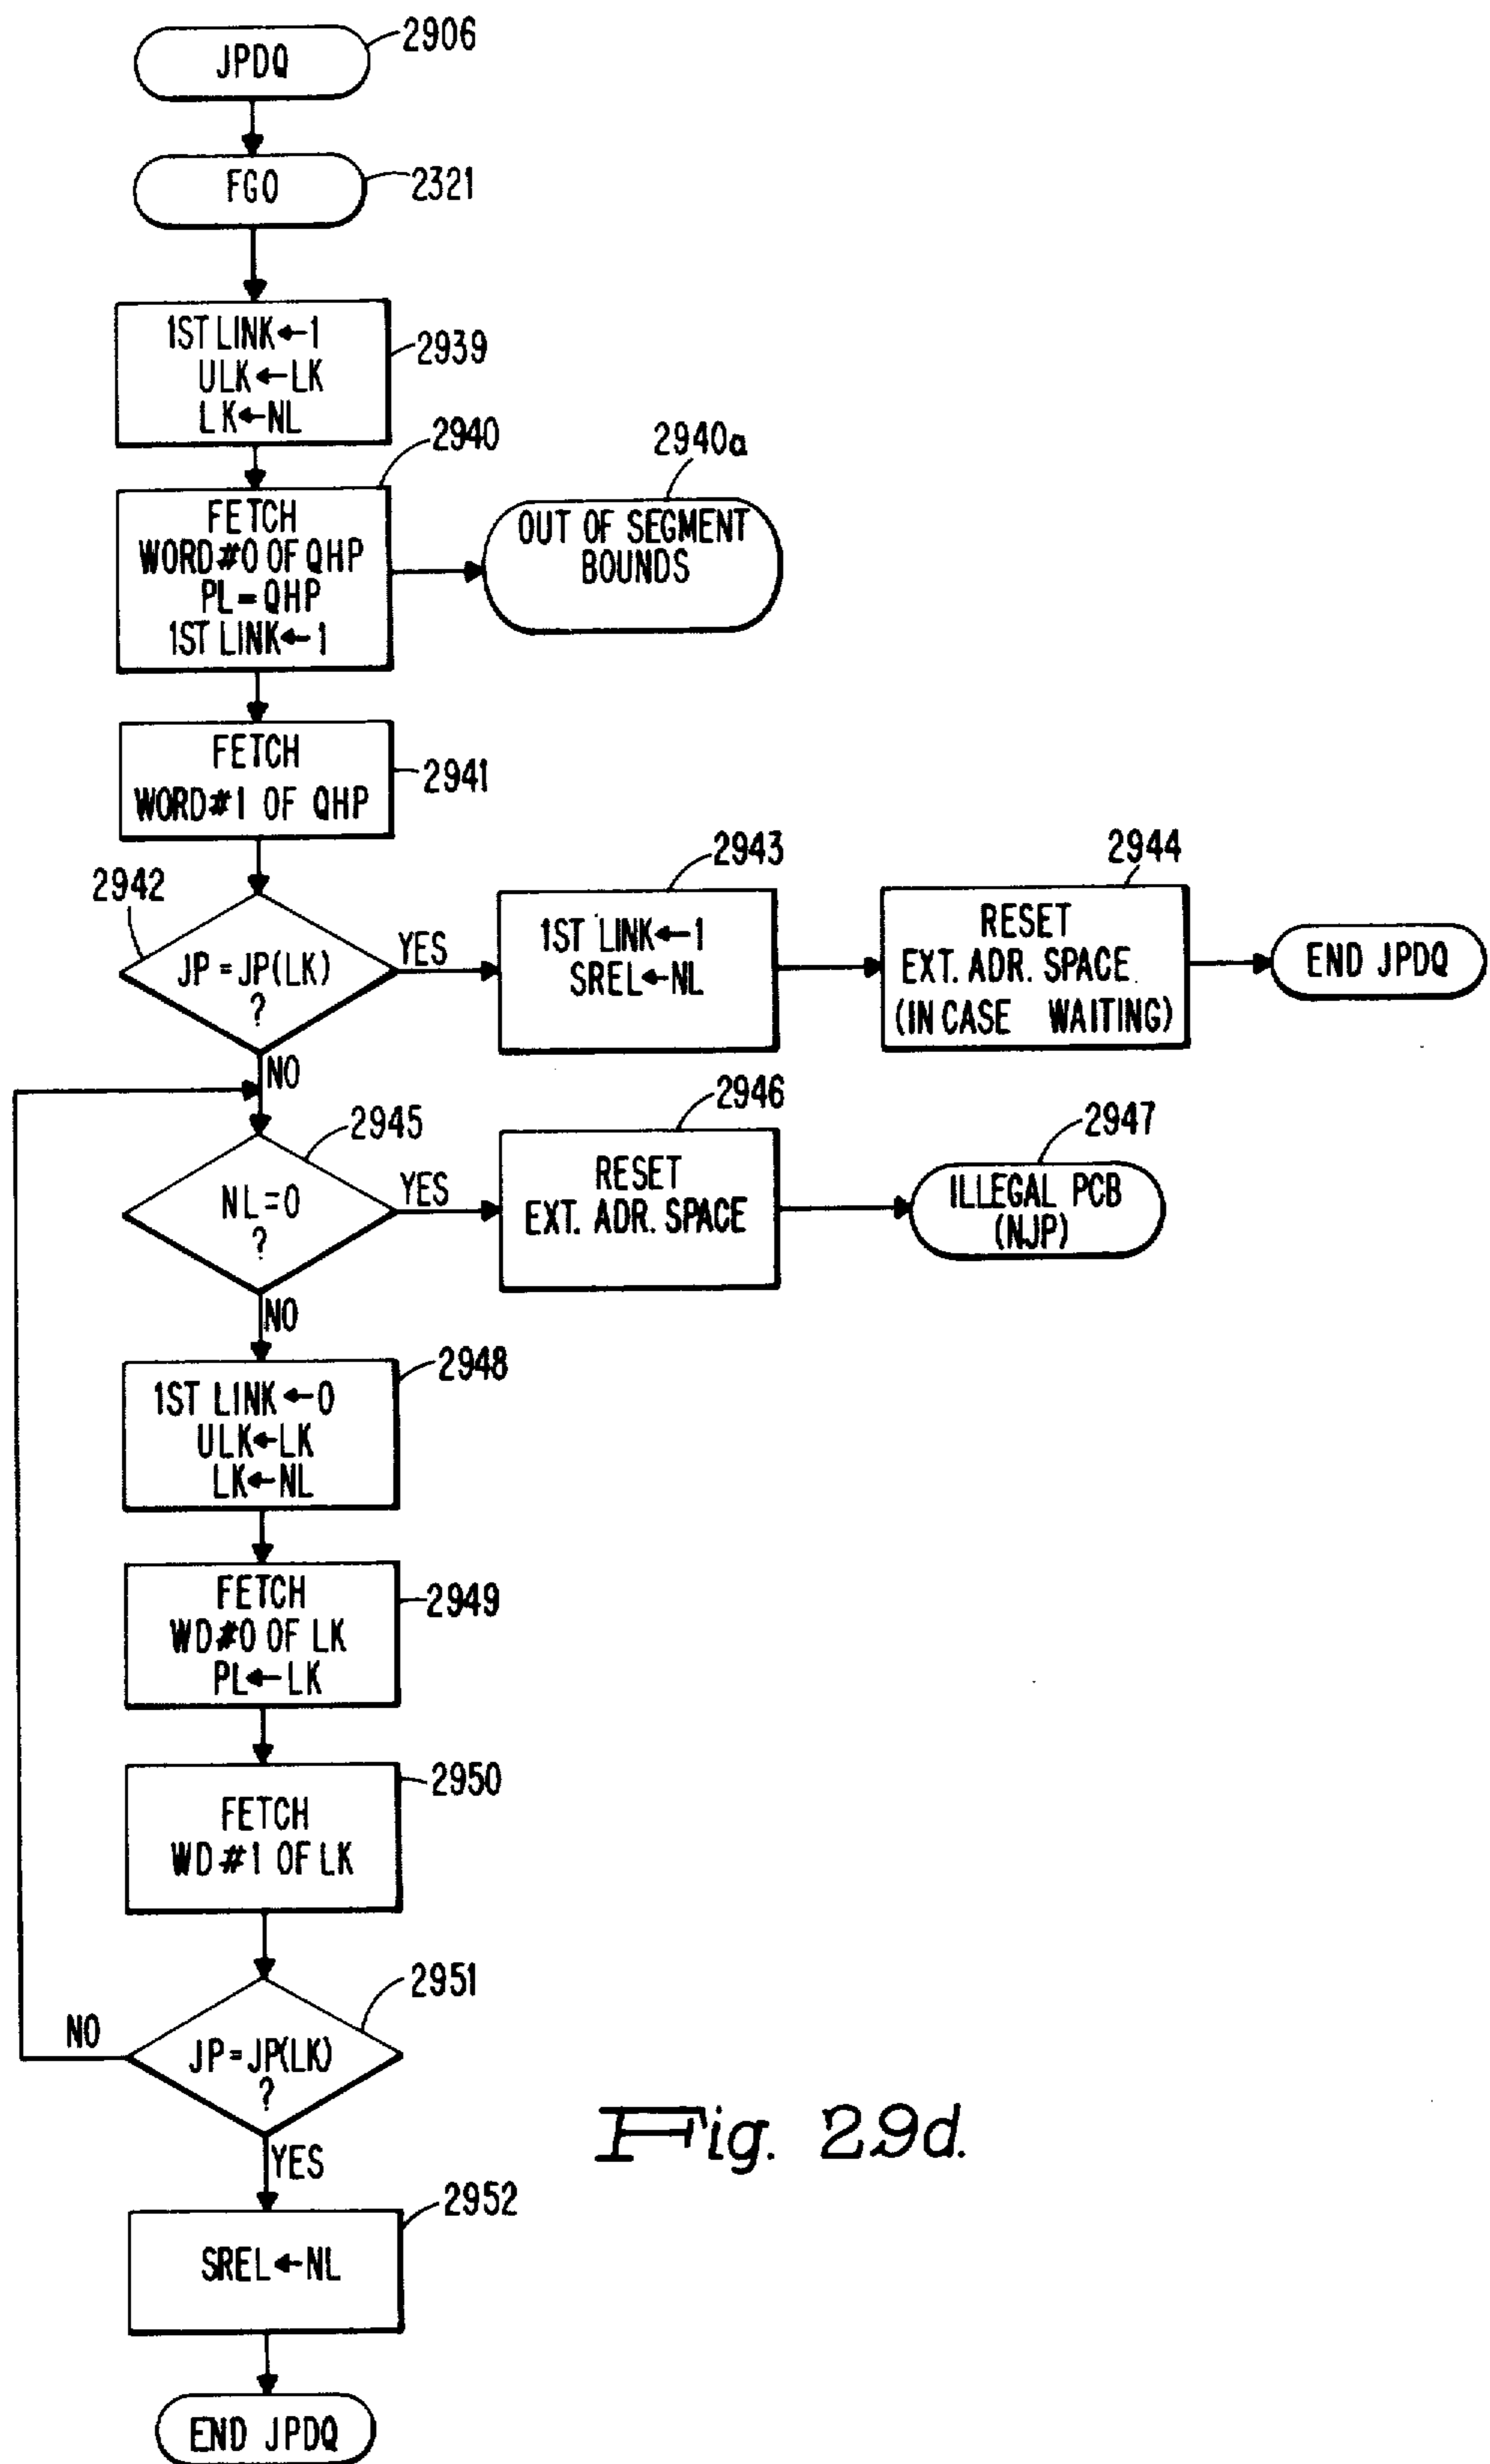 JPDQ
2906
FGO
2321
1ST LINK←1
ULK←LK
LK←NL
2939
FETCH
WORD#0 OF QHP
PL=QHP
1ST LINK←1
2940
OUT OF SEGMENT
BOUNDS
2940a
FETCH
WORD#1 OF QHP
2941
2942
JP=JP(LK)
?
YES
NO
2943
1ST LINK←1
SREL←NL
2944
RESET
EXT. ADR. SPACE
(IN CASE WAITING)
END JPDQ
2945
NL=0
?
YES
NO
2946
RESET
EXT. ADR. SPACE
2947
ILLEGAL PCB
(NJP)
2948
1ST LINK←0
ULK←LK
LK←NL
FETCH
WD#0 OF LK
PL←LK
2949
2950
FETCH
WD#1 OF LK
2951
NO
JP=JP(LK)
?
YES
2952
SREL←NL
END JPDQ
Fig. 29d.